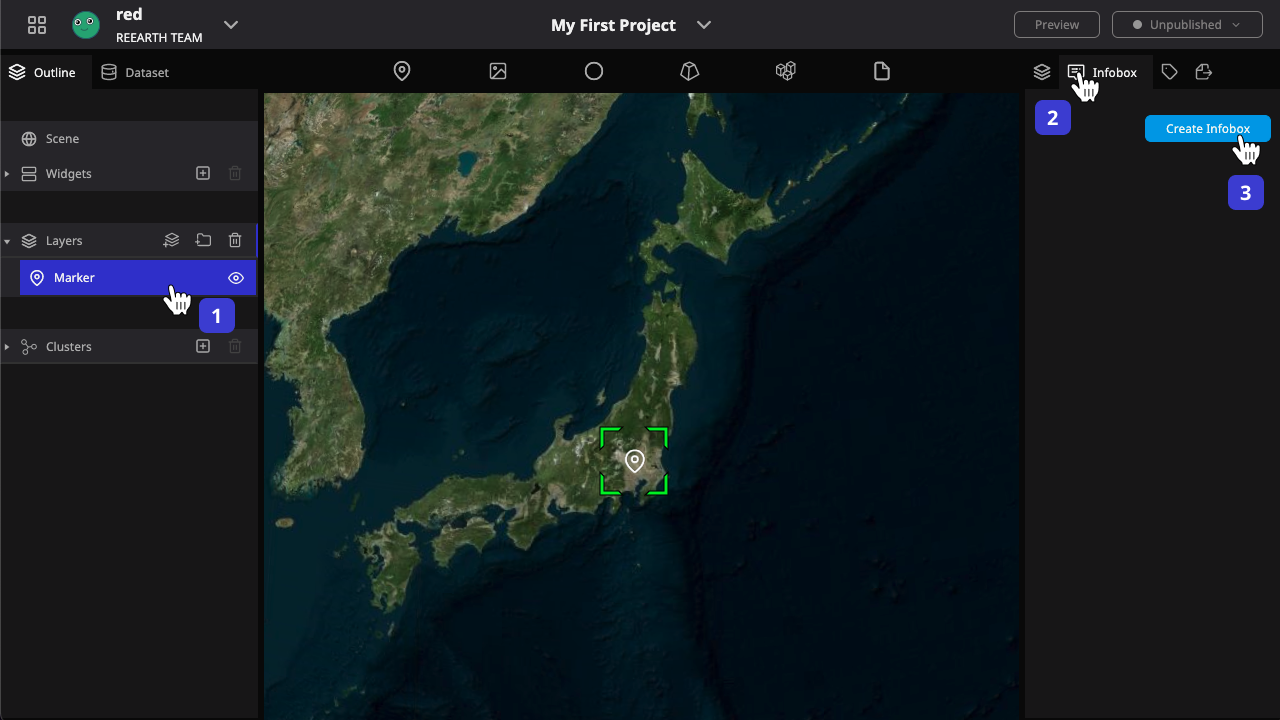 red
REEARTH TEAM
My First Project
Preview
Unpublished
Outline
Dataset
Infobox
2
Create Infobox
3
Scene
Widgets
Layers
Marker
1
Clusters